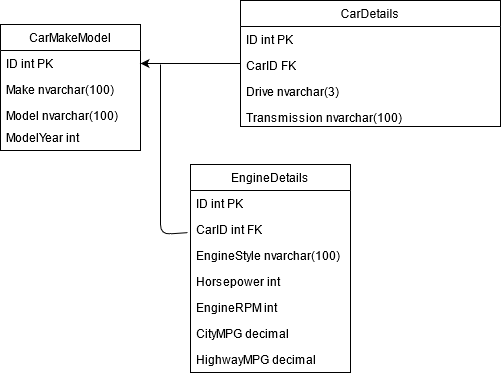 CarMakeModel
ID int PK
Make nvarchar(100)
Model nvarchar(100)
ModelYear int
CarDetails
ID int PK
CarID FK
Drive nvarchar(3)
Transmission nvarchar(100)
EngineDetails
ID int PK
CarID int FK
EngineStyle nvarchar(100)
Horsepower int
EngineRPM int
CityMPG decimal
HighwayMPG decimal